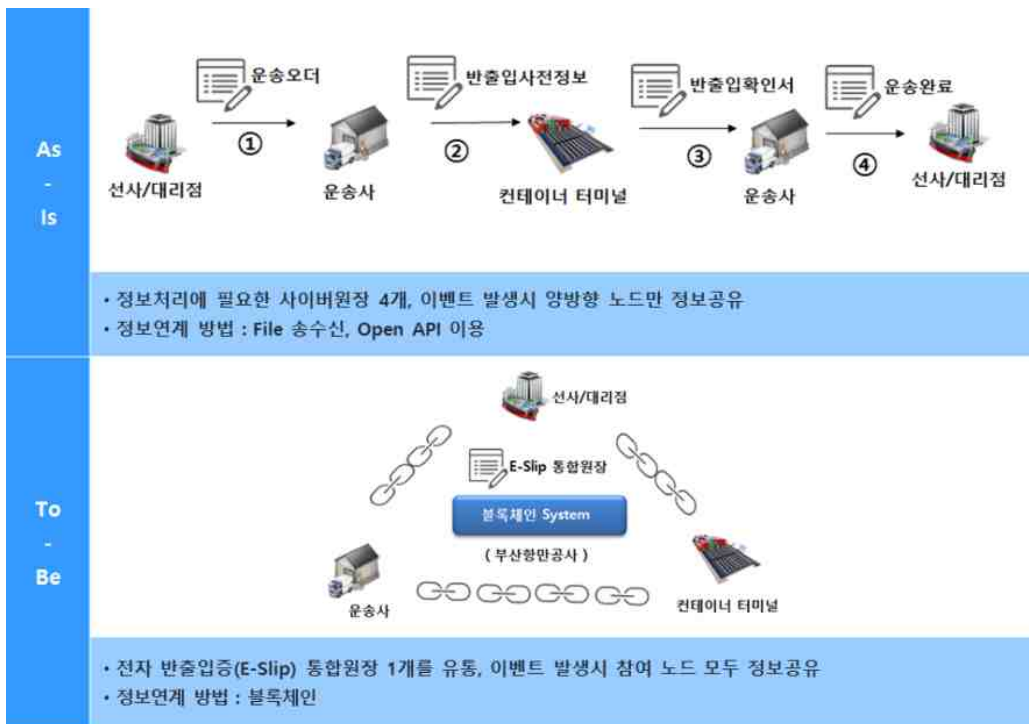 As
-
Is
운송오더
반출입사전정보
반출입확인서
운송완료
①
②
③
④
선사/대리점
운송사
컨테이너 터미널
운송사
선사/대리점
• 정보처리에 필요한 사이버원장 4개, 이벤트 발생시 양방향 노드만 정보공유
• 정보연계 방법 : File 송수신, Open API 이용
To
-
Be
선사/대리점
E-Slip 통합원장
블록체인 System
( 부산항만공사 )
운송사
컨테이너 터미널
• 전자 반출입증(E-Slip) 통합원장 1개를 유통, 이벤트 발생시 참여 노드 모두 정보공유
• 정보연계 방법 : 블록체인